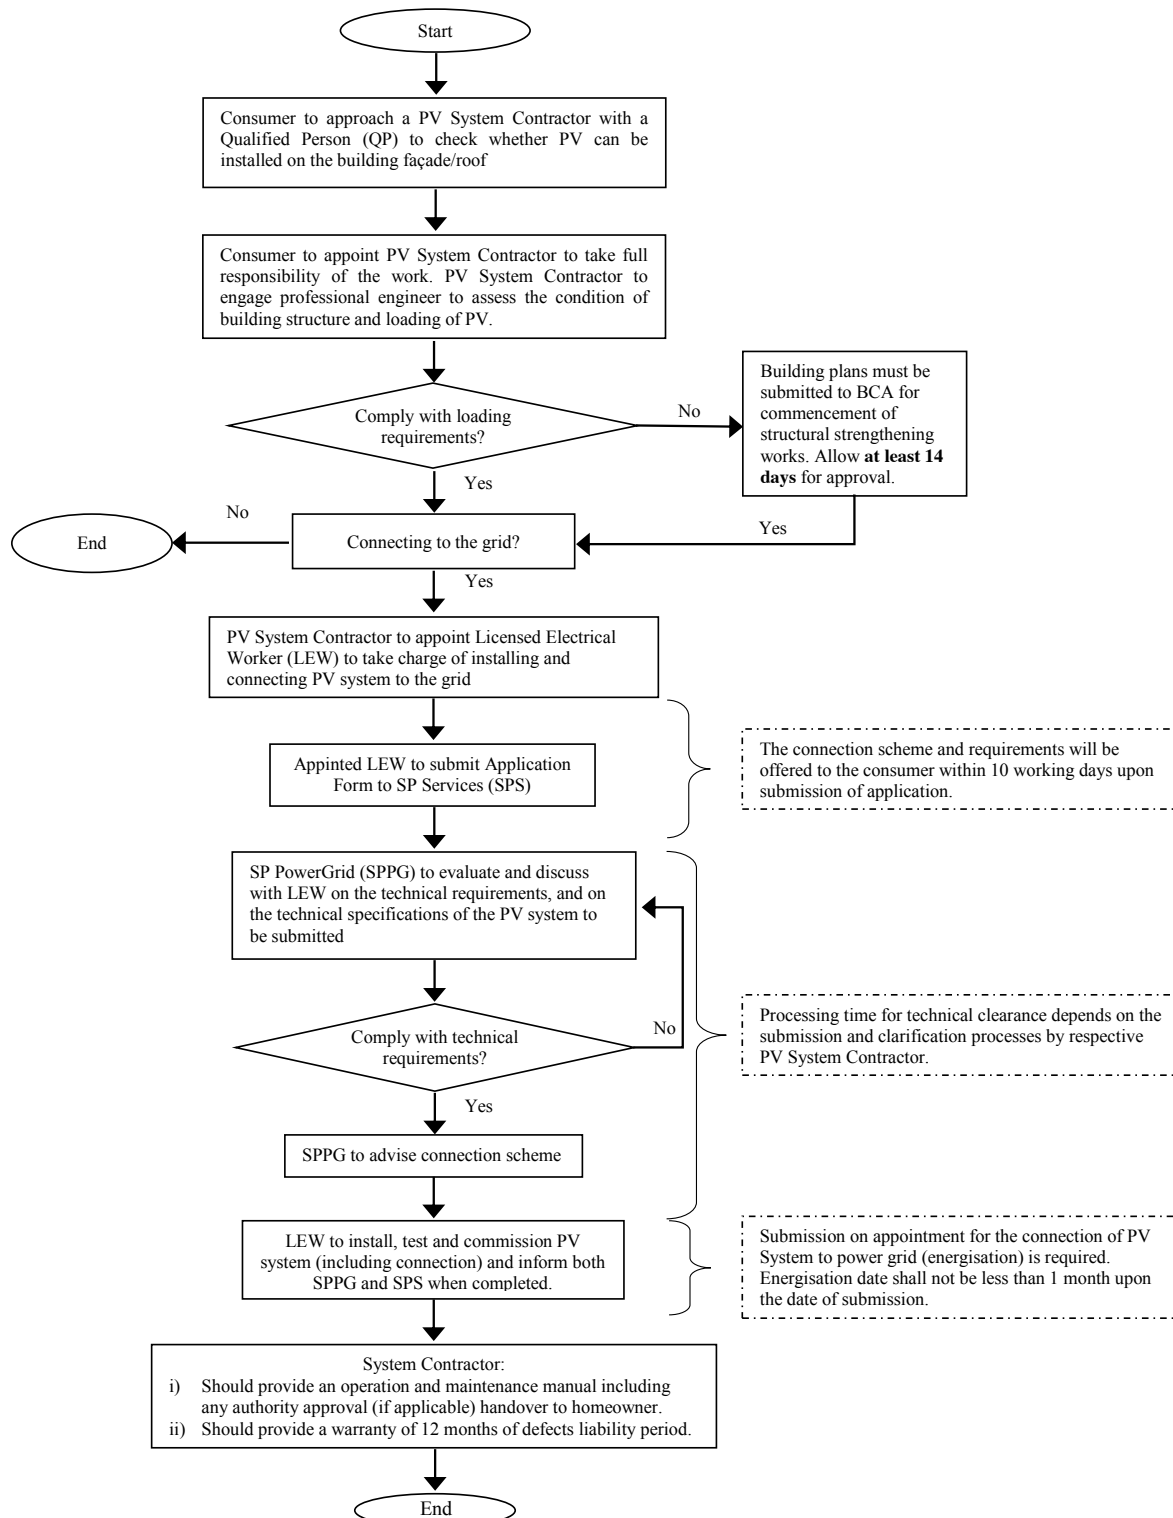 Start
Consumer to approach a PV System Contractor with a
Qualified Person (QP) to check whether PV can be
installed on the building façade/roof
Consumer to appoint PV System Contractor to take full
responsibility of the work. PV System Contractor to
engage professional engineer to assess the condition of
building structure and loading of PV.
Comply with loading
requirements?
No
Building plans must be
submitted to BCA for
commencement of
structural strengthening
works. Allow at least 14
days for approval.
Yes
No
End
Connecting to the grid?
Yes
Yes
PV System Contractor to appoint Licensed Electrical
Worker (LEW) to take charge of installing and
connecting PV system to the grid
Appointed LEW to submit Application
Form to SP Services (SPS)
The connection scheme and requirements will be
offered to the consumer within 10 working days upon
submission of application.
SP PowerGrid (SPPG) to evaluate and discuss
with LEW on the technical requirements, and on
the technical specifications of the PV system to
be submitted
Comply with technical
requirements?
No
Processing time for technical clearance depends on the
submission and clarification processes by respective
PV System Contractor.
Yes
SPPG to advise connection scheme
LEW to install, test and commission PV
system (including connection) and inform both
SPPG and SPS when completed.
Submission on appointment for the connection of PV
System to power grid (energisation) is required.
Energisation date shall not be less than 1 month upon
the date of submission.
System Contractor:
i) Should provide an operation and maintenance manual including
any authority approval (if applicable) handover to homeowner.
ii) Should provide a warranty of 12 months of defects liability period.
End